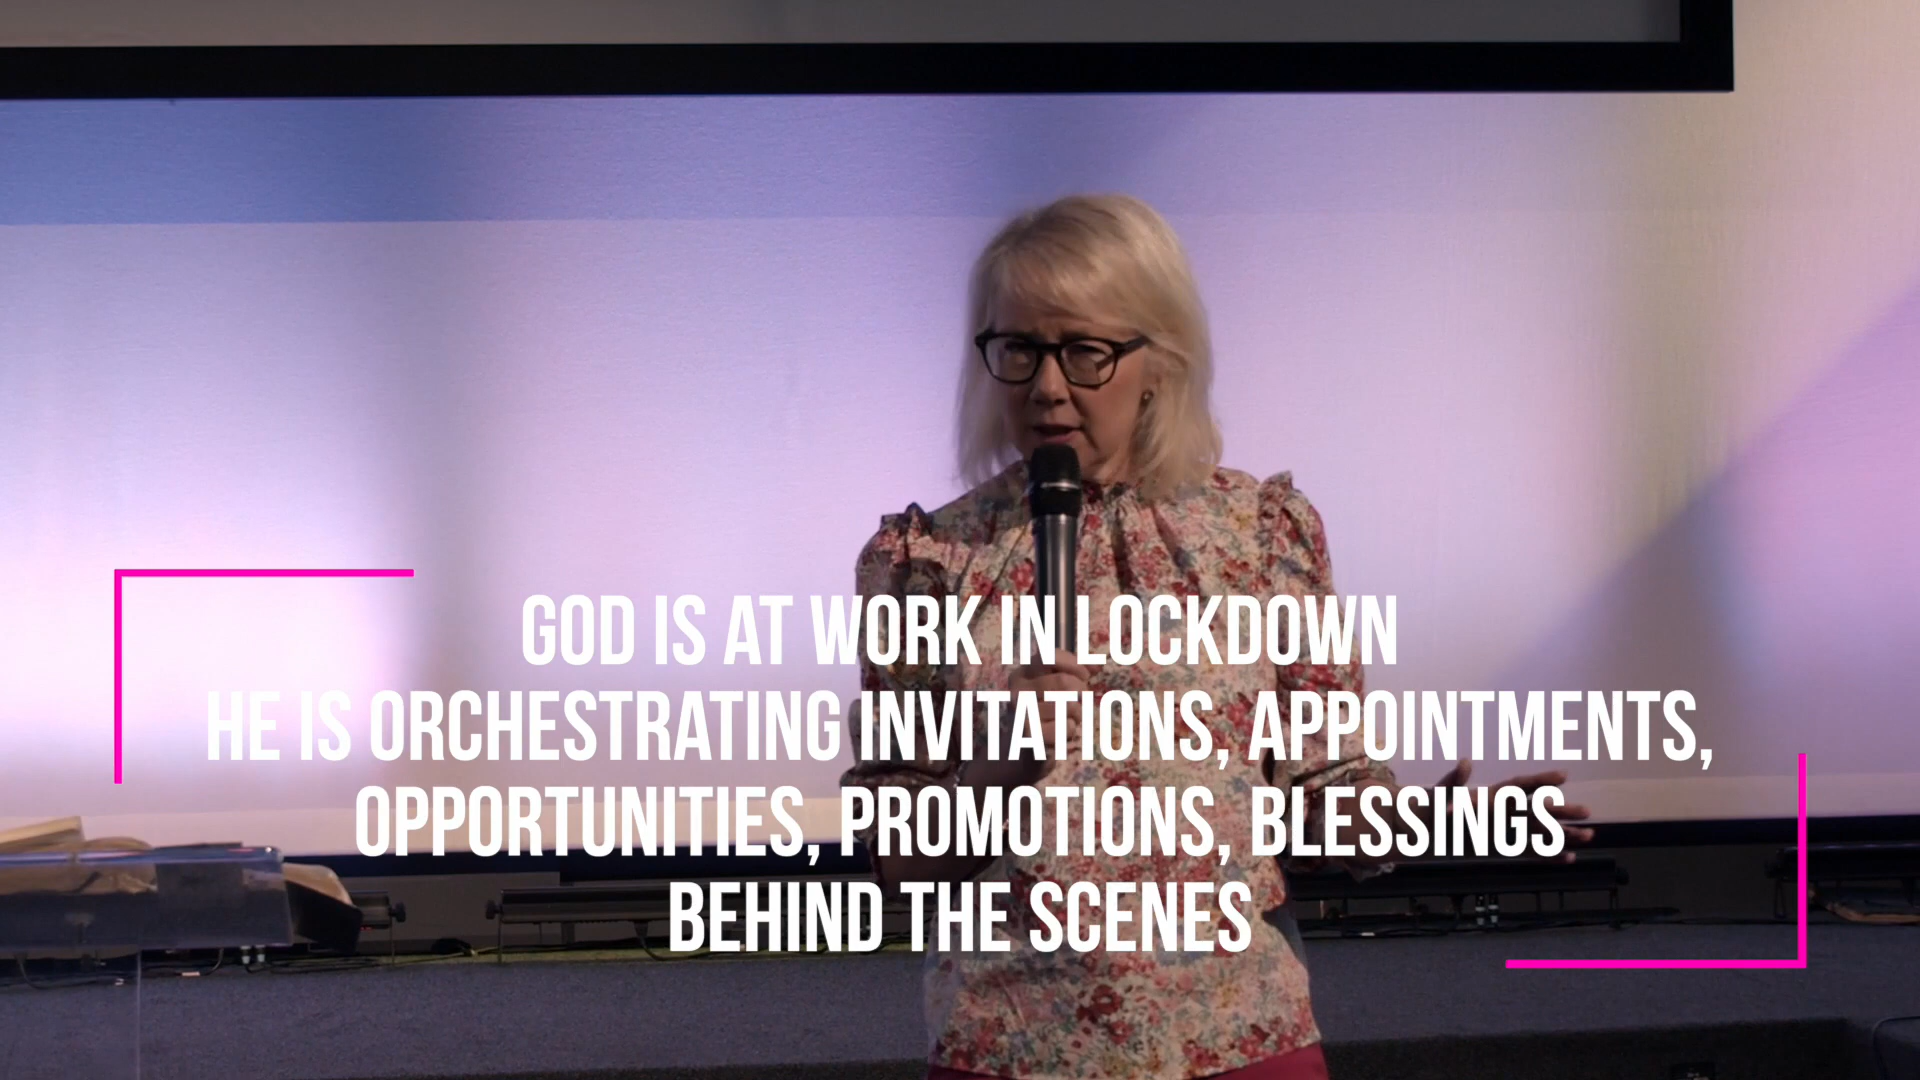 GOD IS AT WORK IN LOCKDOWN
HE IS ORCHESTRATING INVITATIONS, APPOINTMENTS,
OPPORTUNITIES, PROMOTIONS, BLESSINGS
BEHIND THE SCENES